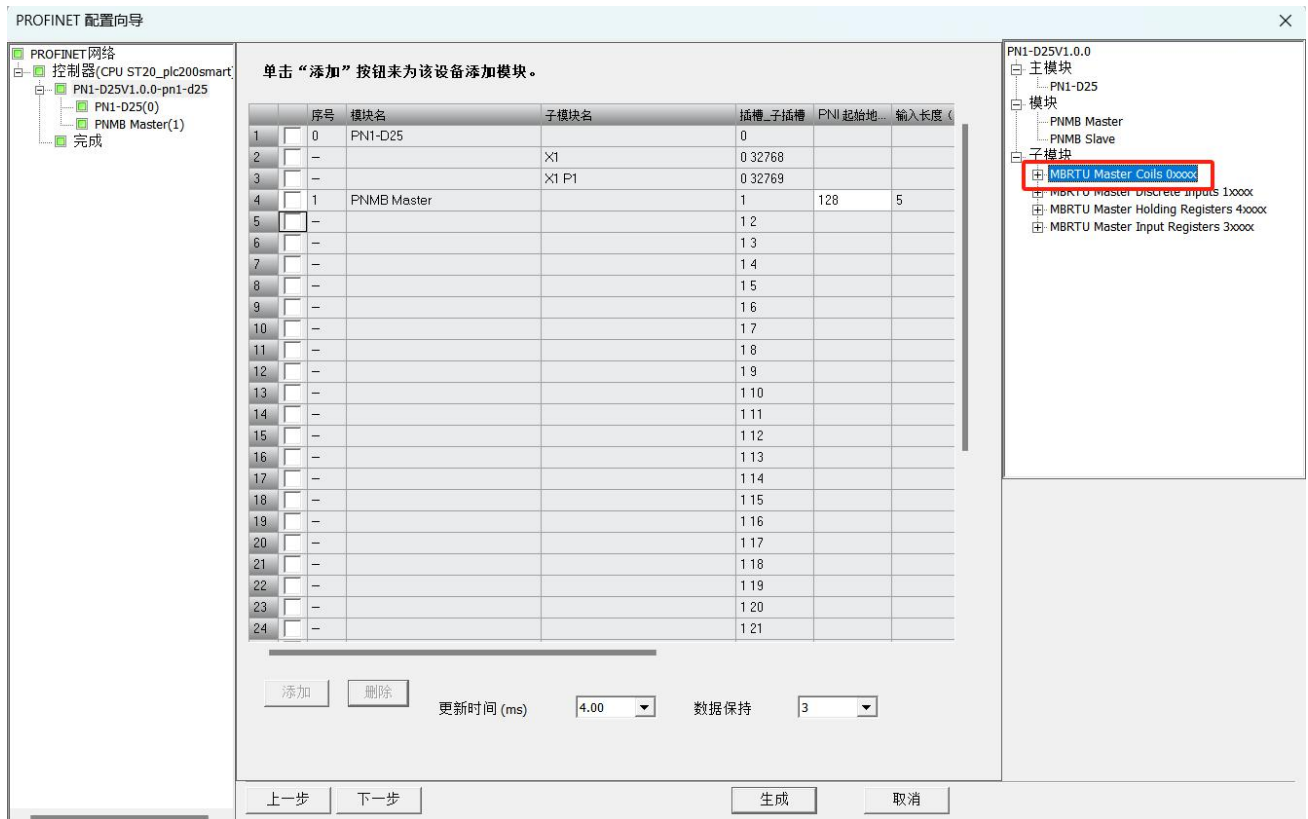 PROFINET 配置向导
PROFINET网络
控制器(CPU ST20_plc200smart
PN1-D25V1.0.0-pn1-d25
PN1-D25(0)
PNMB Master(1)
完成
单击“添加”按钮来为该设备添加模块。
序号 模块名 子模块名 插槽_子插槽 PNI 起始地... 输入长度 (
1 0 PN1-D25 0
2 – X1 0 32768
3 – X1 P1 0 32769
4 1 PNMB Master 1 128 5
5 – 1 2
6 – 1 3
7 – 1 4
8 – 1 5
9 – 1 6
10 – 1 7
11 – 1 8
12 – 1 9
13 – 1 10
14 – 1 11
15 – 1 12
16 – 1 13
17 – 1 14
18 – 1 15
19 – 1 16
20 – 1 17
21 – 1 18
22 – 1 19
23 – 1 20
24 – 1 21
添加 删除
更新时间 (ms) 4.00 数据保持 3
上一步 下一步 生成 取消
PN1-D25V1.0.0
主模块
PN1-D25
模块
PNMB Master
PNMB Slave
子模块
MBRTU Master Coils 0xxxx
MBRTU Master Discrete Inputs 1xxxx
MBRTU Master Holding Registers 4xxxx
MBRTU Master Input Registers 3xxxx